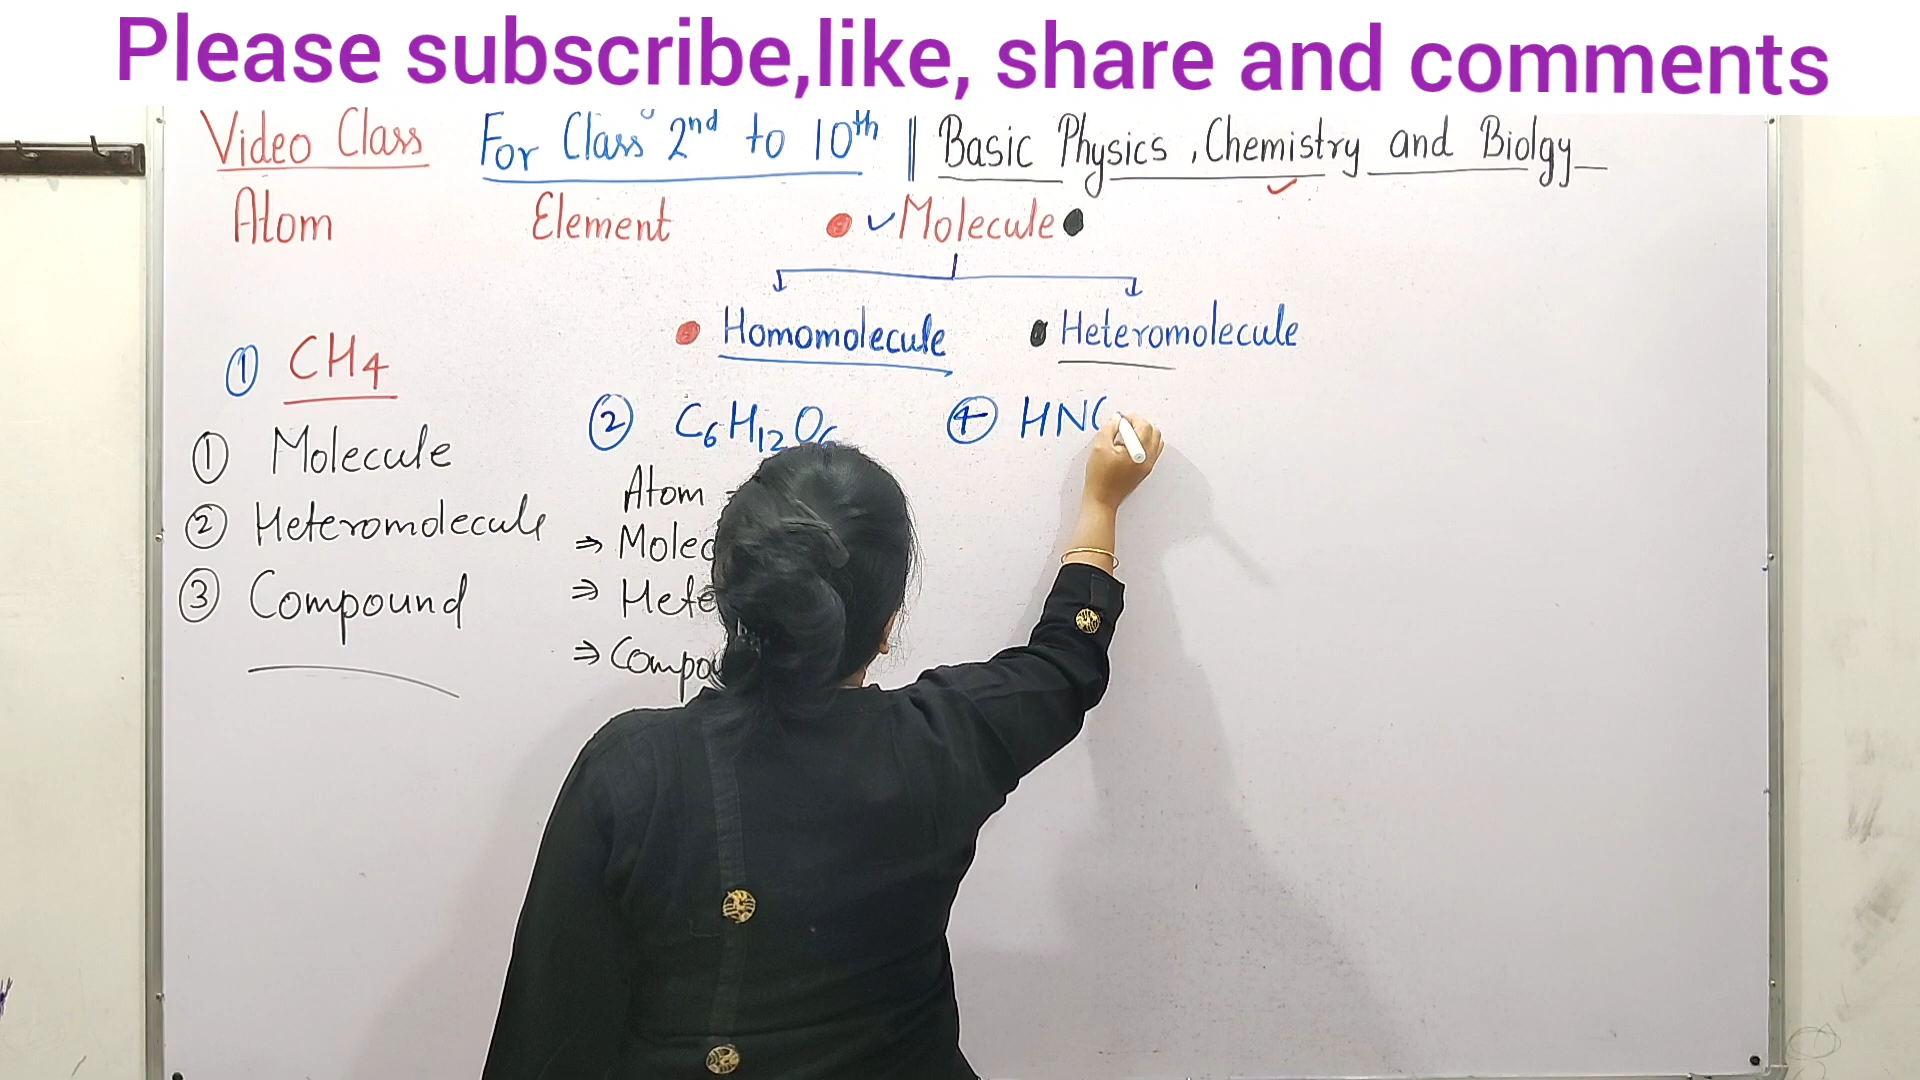 Please subscribe,like, share and comments
Video Class For Class 2nd to 10th || Basic Physics ,Chemistry and Biolgy
Atom Element Molecule
Homomolecule Heteromolecule
① CH4
② C6H12O6 ④ HN
① Molecule
② Heteromolecule
③ Compound
Atom
⇒ Molec
⇒ Hete
⇒ Compou